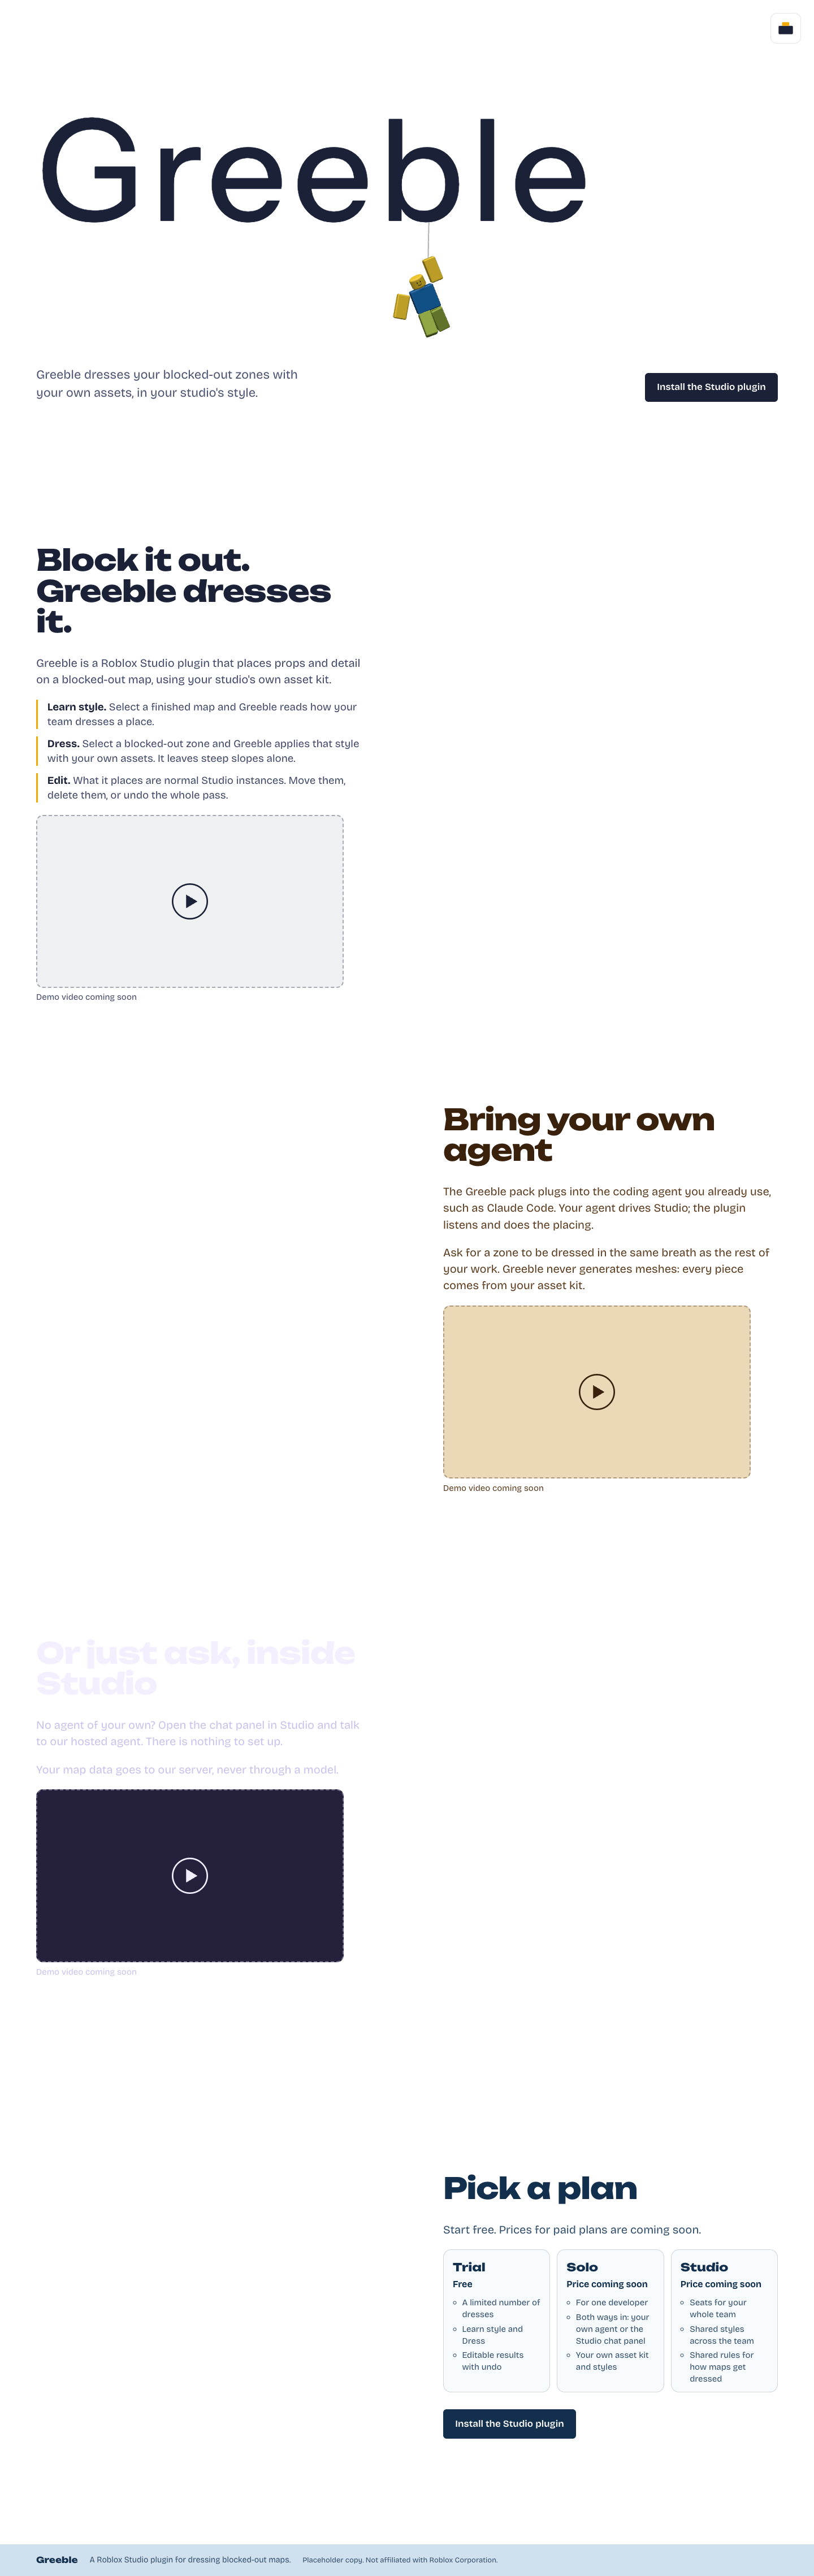 Greeble
Greeble dresses your blocked-out zones with
your own assets, in your studio's style.
Install the Studio plugin
Block it out.
Greeble dresses
it.
Greeble is a Roblox Studio plugin that places props and detail
on a blocked-out map, using your studio's own asset kit.
Learn style. Select a finished map and Greeble reads how your
team dresses a place.
Dress. Select a blocked-out zone and Greeble applies that style
with your own assets. It leaves steep slopes alone.
Edit. What it places are normal Studio instances. Move them,
delete them, or undo the whole pass.
Demo video coming soon
Bring your own
agent
The Greeble pack plugs into the coding agent you already use,
such as Claude Code. Your agent drives Studio; the plugin
listens and does the placing.
Ask for a zone to be dressed in the same breath as the rest of
your work. Greeble never generates meshes: every piece
comes from your asset kit.
Demo video coming soon
Or just ask, inside
Studio
No agent of your own? Open the chat panel in Studio and talk
to our hosted agent. There is nothing to set up.
Your map data goes to our server, never through a model.
Demo video coming soon
Pick a plan
Start free. Prices for paid plans are coming soon.
Trial
Free
A limited number of
dresses
Learn style and
Dress
Editable results
with undo
Solo
Price coming soon
For one developer
Both ways in: your
own agent or the
Studio chat panel
Your own asset kit
and styles
Studio
Price coming soon
Seats for your
whole team
Shared styles
across the team
Shared rules for
how maps get
dressed
Install the Studio plugin
Greeble A Roblox Studio plugin for dressing blocked-out maps. Placeholder copy. Not affiliated with Roblox Corporation.